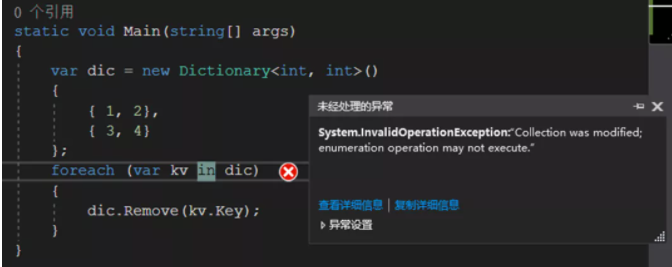 0 个引用
static void Main(string[] args)
{
var dic = new Dictionary<int, int>()
{
{ 1, 2},
{ 3, 4}
};
foreach (var kv in dic)
{
dic.Remove(kv.Key);
}
}
未经处理的异常
System.InvalidOperationException:“Collection was modified;
enumeration operation may not execute.”
查看详细信息 | 复制详细信息
异常设置